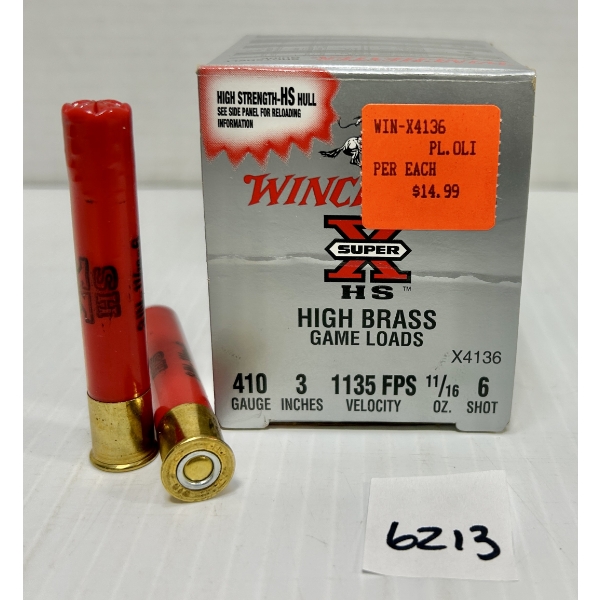 HIGH STRENGTH-HS HULL
SEE SIDE PANEL FOR RELOADING
INFORMATION
WIN-X4136
PL.OLI
PER EACH
$14.99
WINC
X
SUPER
HS™
HIGH BRASS
GAME LOADS
X4136
410 3 1135 FPS 11/16 6
GAUGE INCHES VELOCITY OZ. SHOT
HS
6213